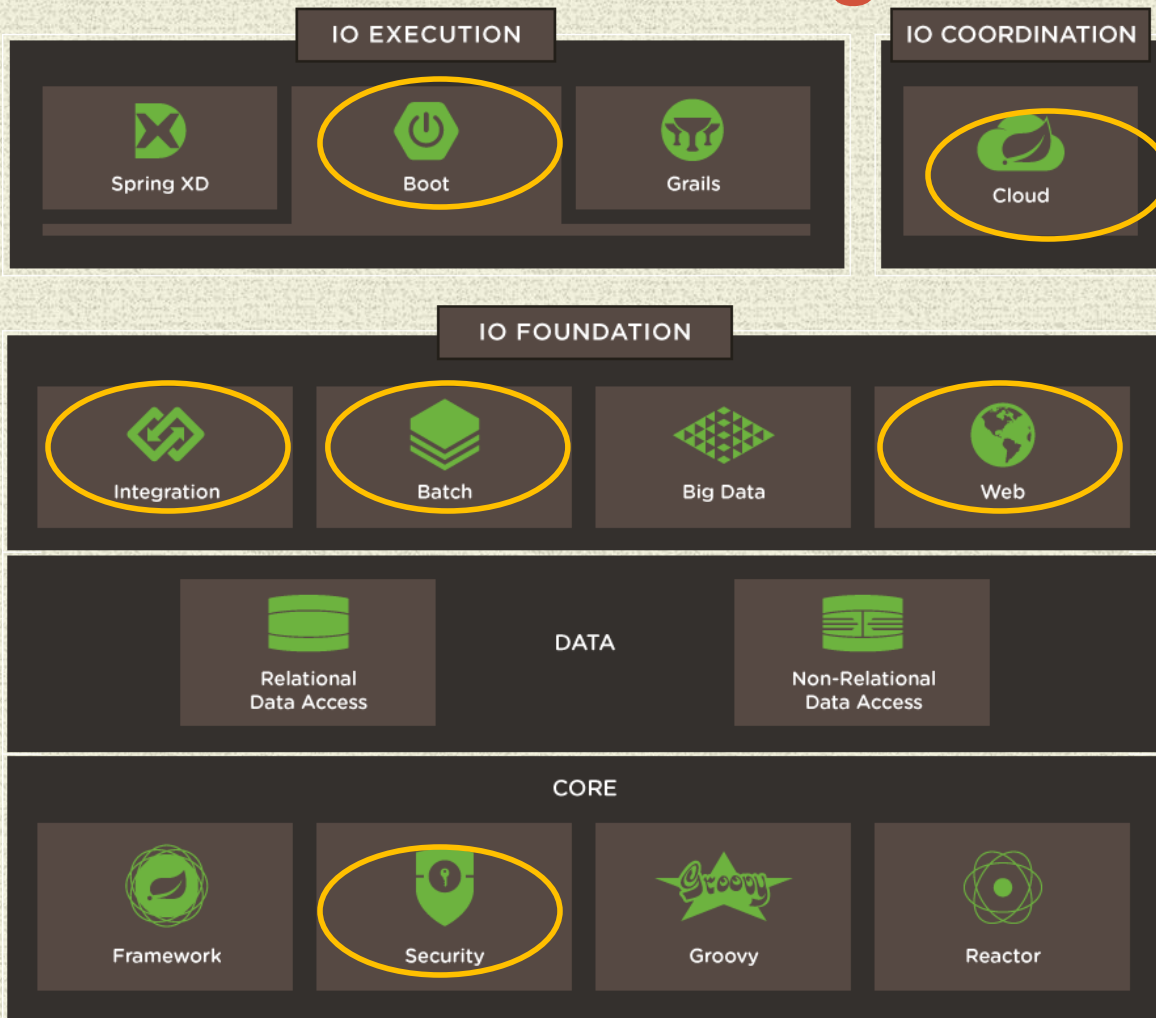 IO EXECUTION
IO COORDINATION
Spring XD
Boot
Grails
Cloud
IO FOUNDATION
Integration
Batch
Big Data
Web
DATA
Relational
Data Access
Non-Relational
Data Access
CORE
Framework
Security
Groovy
Groovy
Reactor